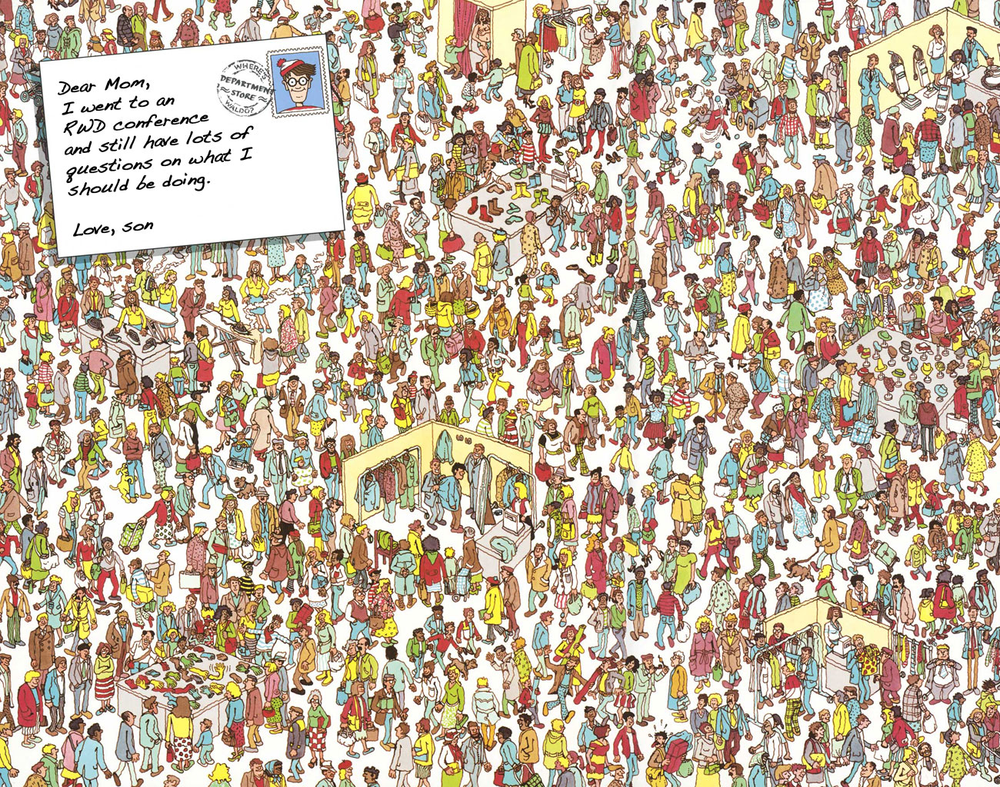 Dear Mom,
I went to an
RWD conference
and still have lots of
questions on what I
should be doing.
Love, son
WHERE'S
DEPARTMENT
STORE
WALDO?